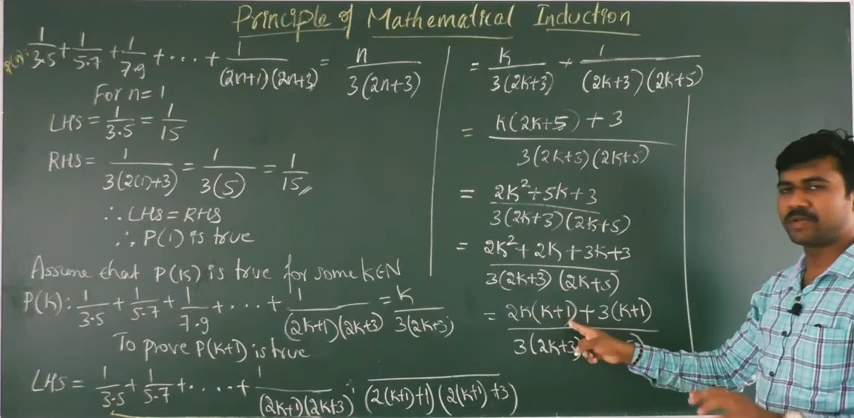 Principle of Mathematical Induction
P(n): 1/3.5 + 1/5.7 + 1/7.9 + ... + 1/(2n+1)(2n+3) = n/3(2n+3)
For n = 1
LHS = 1/3.5 = 1/15
RHS = 1/3(2(1)+3) = 1/3(5) = 1/15
∴ LHS = RHS
∴ P(1) is true
Assume that P(k) is true for some k∈N
P(k): 1/3.5 + 1/5.7 + 1/7.9 + ... + 1/(2k+1)(2k+3) = k/3(2k+3)
To prove P(k+1) is true
LHS = 1/3.5 + 1/5.7 + ... + 1/(2k+1)(2k+3) + /(2(k+1)+1)(2(k+1)+3)
= k/3(2k+3) + 1/(2k+3)(2k+5)
= k(2k+5)+3/3(2k+3)(2k+5)
= 2k²+5k+3/3(2k+3)(2k+5)
= 2k²+2k+3k+3/3(2k+3)(2k+5)
= 2k(k+1)+3(k+1)/3(2k+3